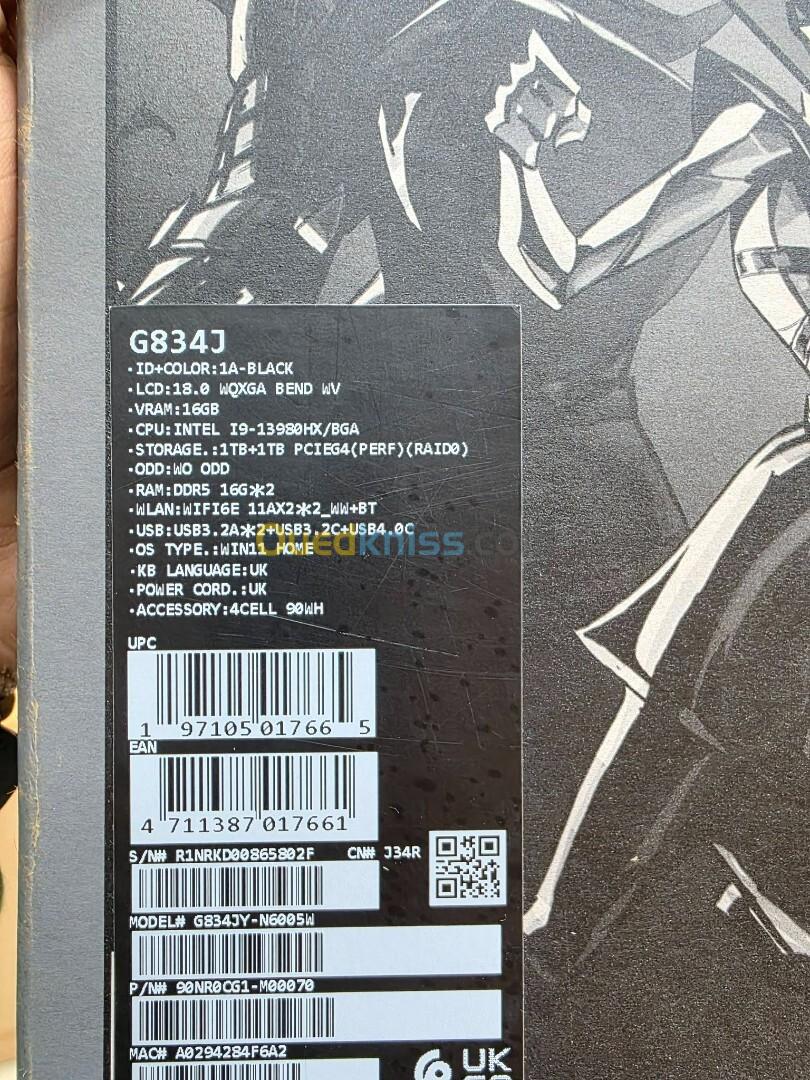 G834J
·ID+COLOR:1A-BLACK
·LCD:18.0 WQXGA BEND WV
·VRAM:16GB
·CPU:INTEL I9-13980HX/BGA
·STORAGE.:1TB+1TB PCIEG4(PERF)(RAID0)
·ODD:WO ODD
·RAM:DDR5 16G*2
·WLAN:WIFI6E 11AX2*2_WW+BT
·USB:USB3.2A*2+USB3.2C+USB4.0C
Ouedkniss.co
·OS TYPE.:WIN11 HOME
·KB LANGUAGE:UK
·POWER CORD.:UK
·ACCESSORY:4CELL 90WH
UPC
1 97105 01766 5
EAN
4 711387 017661
S/N# R1NRKD00865802F CN# J34R
MODEL# G834JY-N6005W
P/N# 90NR0CG1-M00070
MAC# A0294284F6A2
UK